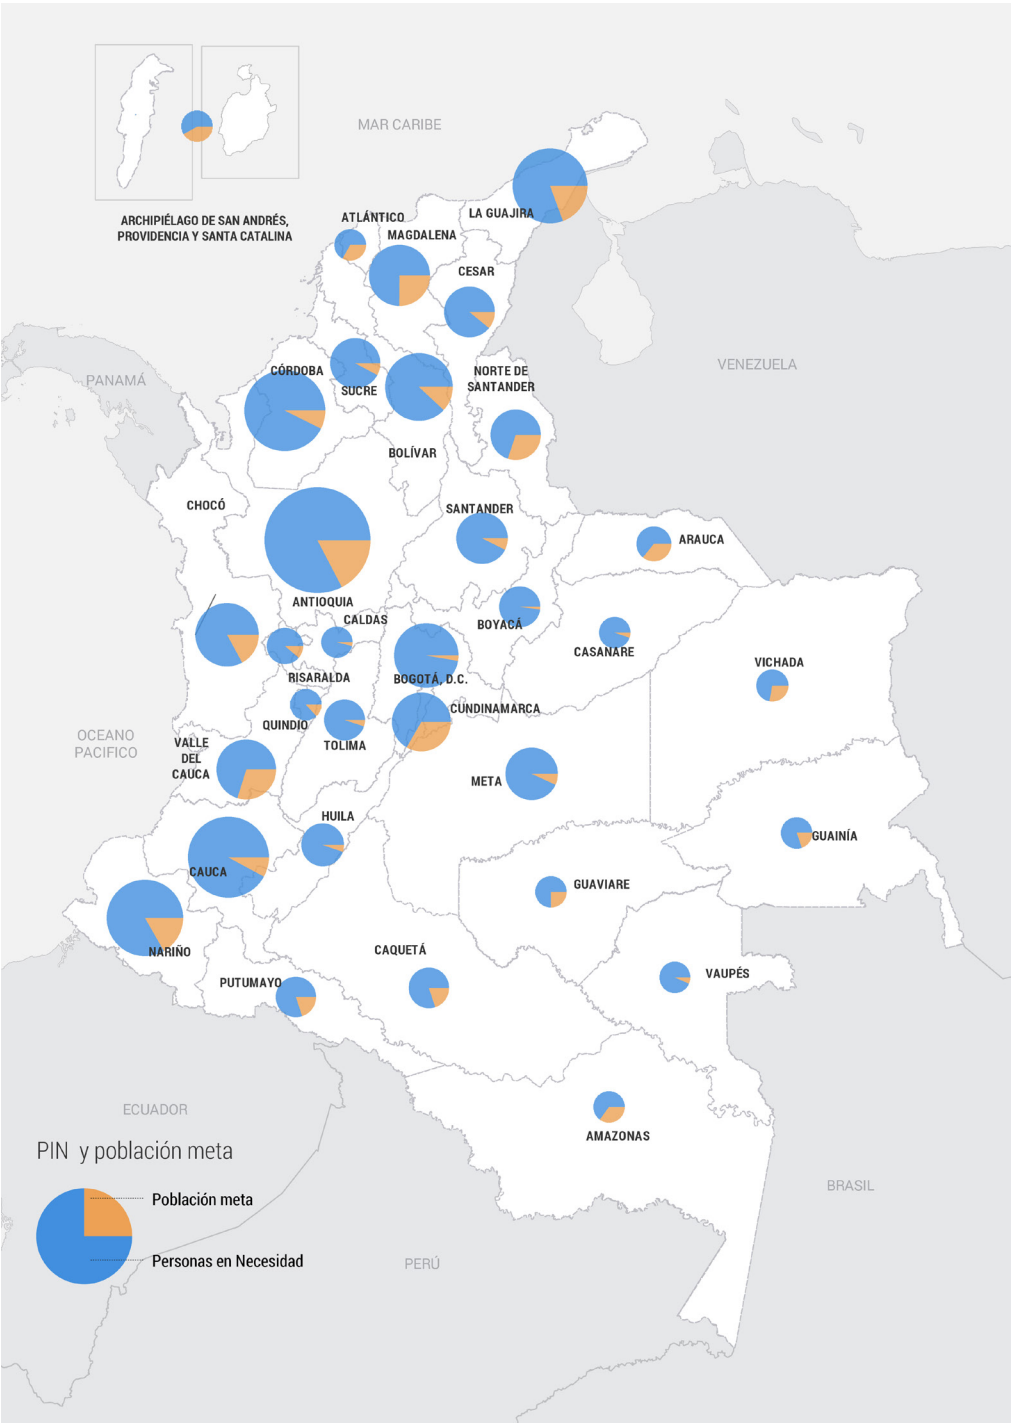 MAR CARIBE
ARCHIPIÉLAGO DE SAN ANDRÉS,
PROVIDENCIA Y SANTA CATALINA
ATLÁNTICO
LA GUAJIRA
MAGDALENA
CESAR
VENEZUELA
PANAMÁ
CÓRDOBA
SUCRE
NORTE DE
SANTANDER
BOLÍVAR
CHOCÓ
SANTANDER
ARAUCA
ANTIOQUIA
CALDAS
BOYACÁ
CASANARE
VICHADA
RISARALDA
BOGOTÁ, D.C.
CUNDINAMARCA
QUINDIO
TOLIMA
OCEANO
PACIFICO
VALLE
DEL
CAUCA
META
HUILA
GUAINÍA
CAUCA
GUAVIARE
NARIÑO
CAQUETÁ
PUTUMAYO
VAUPÉS
ECUADOR
AMAZONAS
BRASIL
PERÚ
PIN y población meta
Población meta
Personas en Necesidad